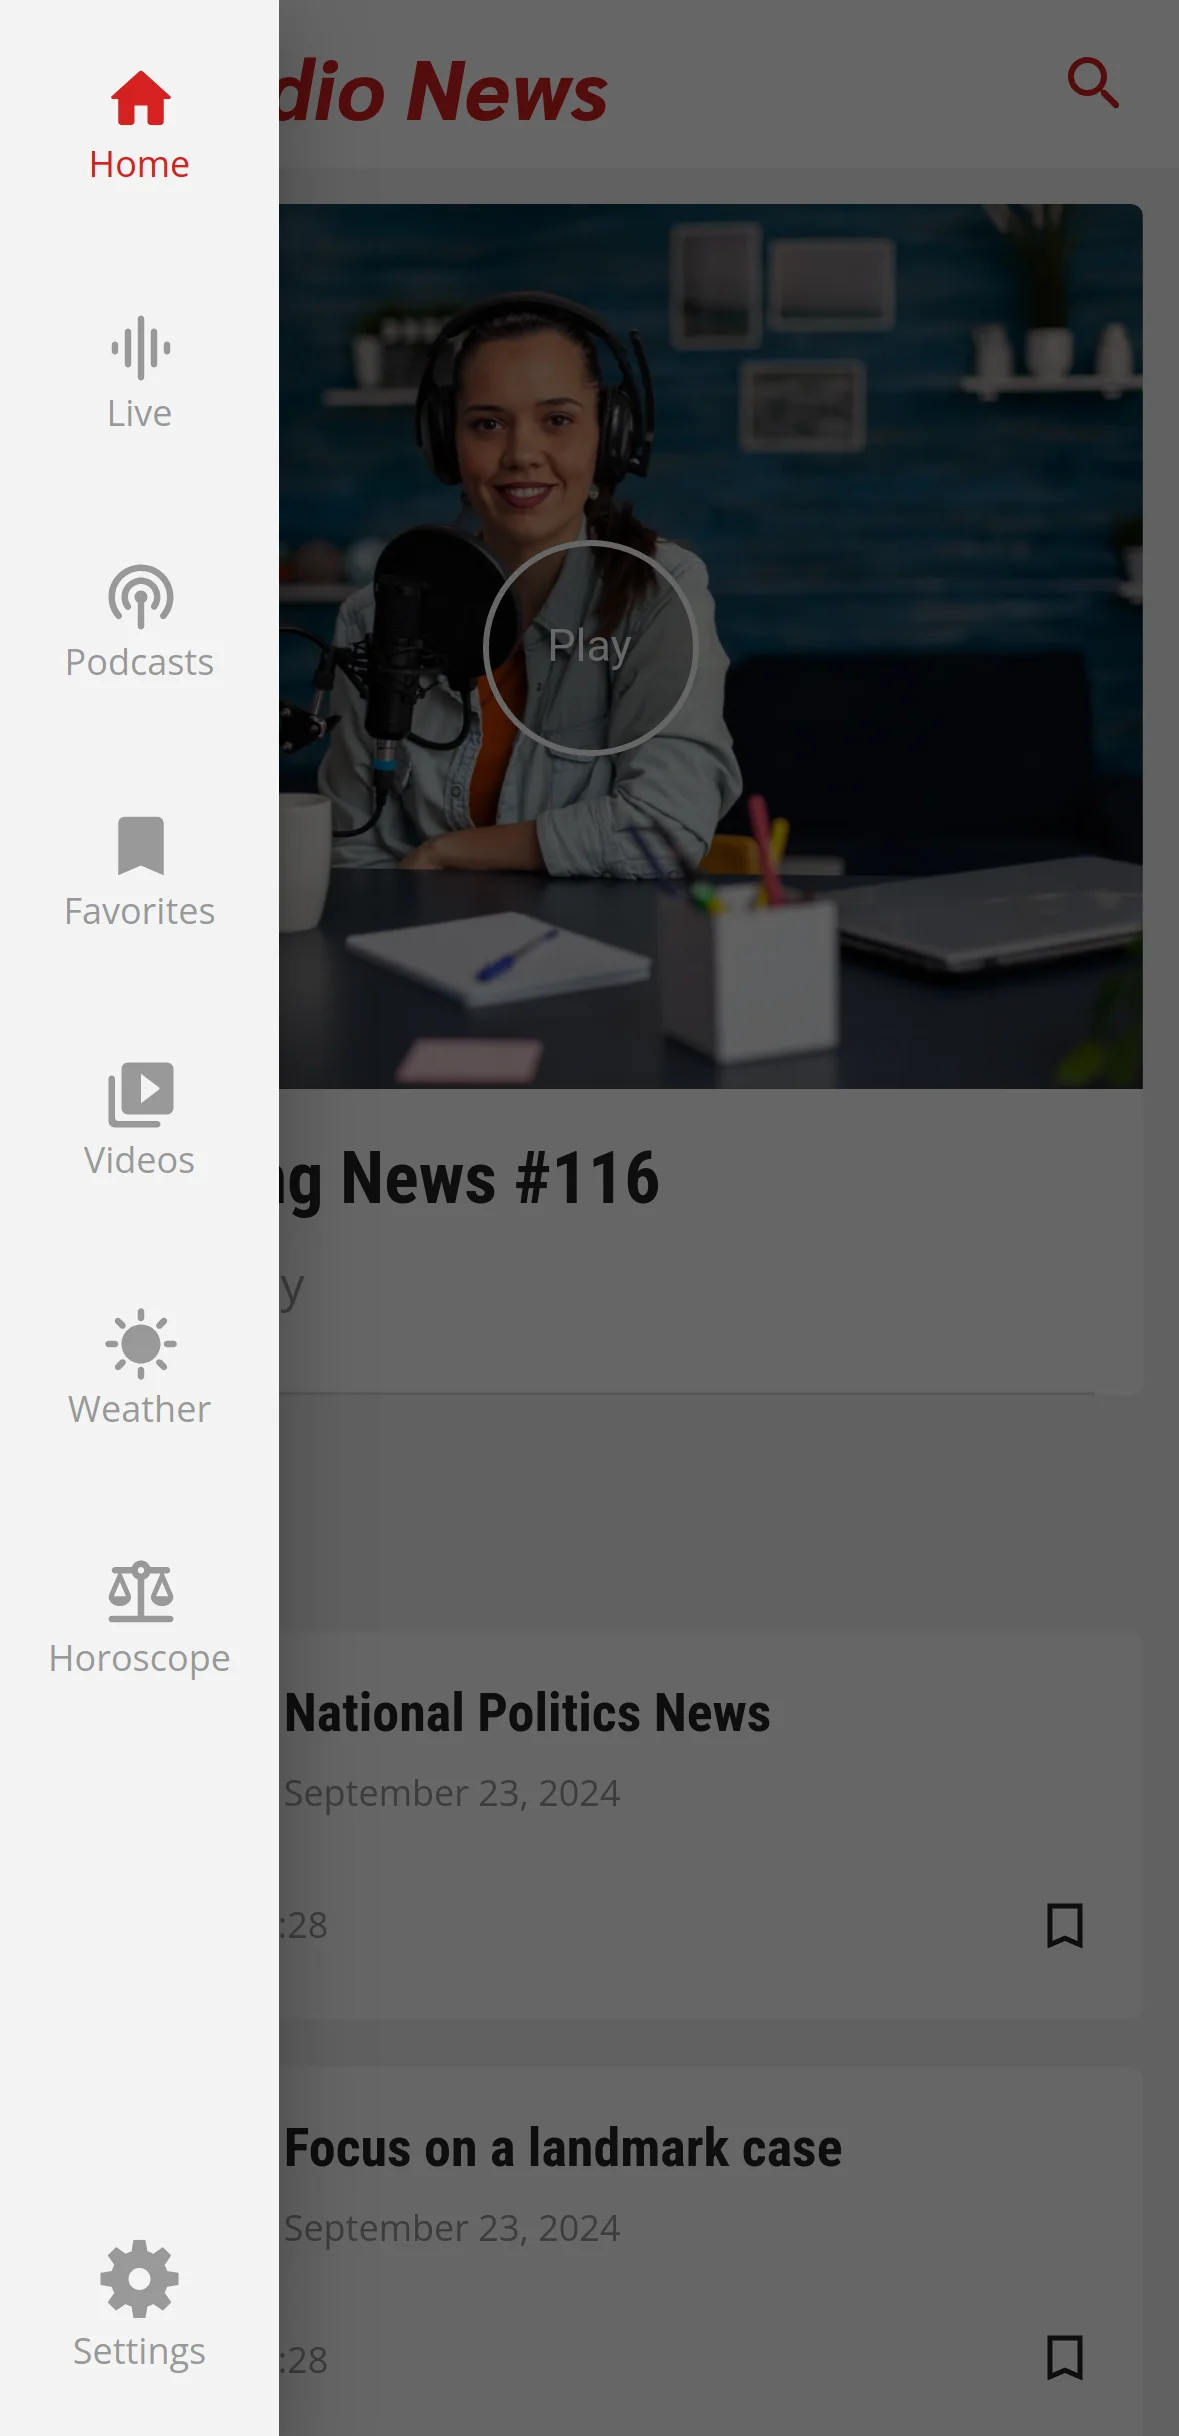 Home
Live
Podcasts
Favorites
Videos
Weather
Horoscope
Settings
dio News
Play
ng News #116
y
National Politics News
September 23, 2024
:28
Focus on a landmark case
September 23, 2024
:28